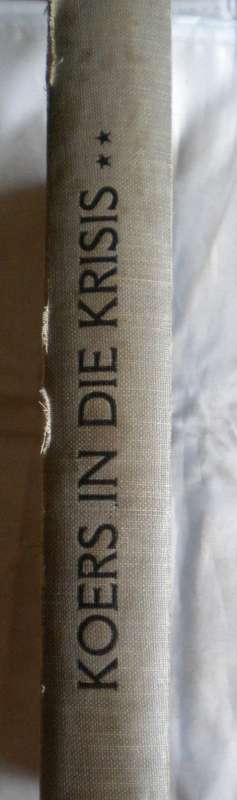 KOERS IN DIE KRISIS ★★